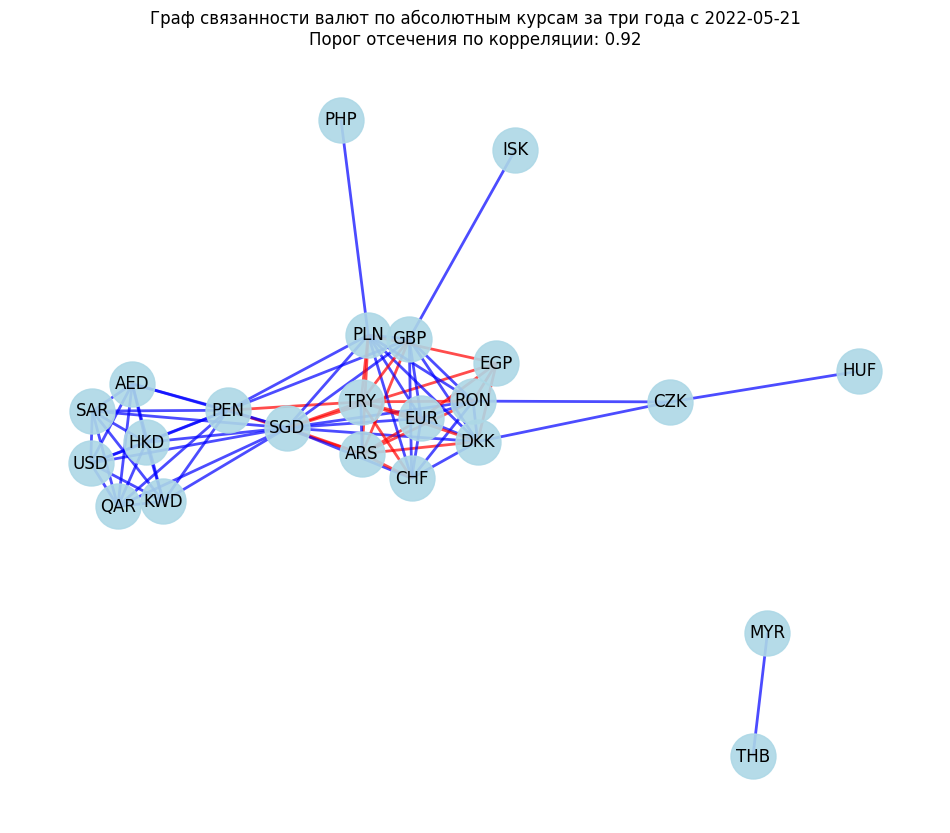 Граф связанности валют по абсолютным курсам за три года с 2022-05-21
Порог отсечения по корреляции: 0.92
PHP
ISK
PLN
GBP
EGP
HUF
AED
SAR
PEN
TRY
RON
CZK
HKD
SGD
EUR
USD
ARS
DKK
QAR
KWD
CHF
MYR
THB